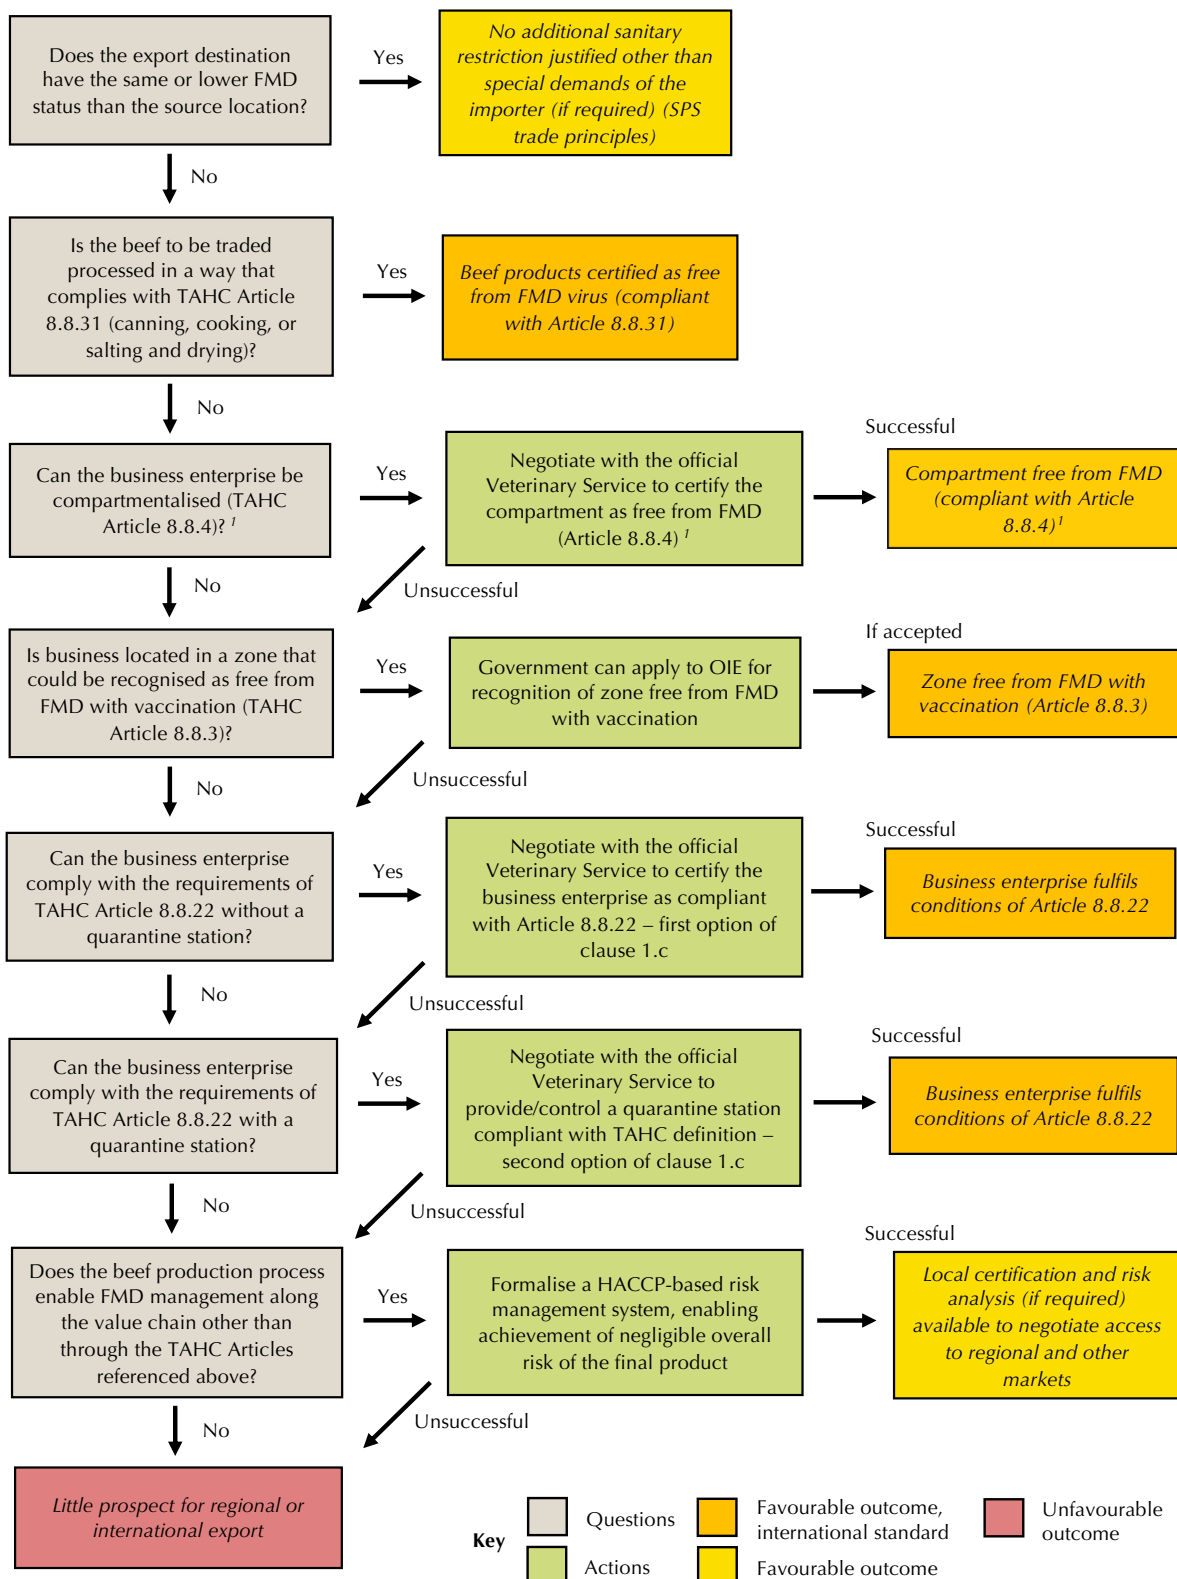 Does the export destination
have the same or lower FMD
status than the source location?
Yes
No additional sanitary
restriction justified other than
special demands of the
importer (if required) (SPS
trade principles)
No
Is the beef to be traded
processed in a way that
complies with TAHC Article
8.8.31 (canning, cooking, or
salting and drying)?
Yes
Beef products certified as free
from FMD virus (compliant
with Article 8.8.31)
No
Can the business enterprise be
compartmentalised (TAHC
Article 8.8.4)? 1
Yes
Negotiate with the official
Veterinary Service to certify the
compartment as free from FMD
(Article 8.8.4) 1
Successful
Compartment free from FMD
(compliant with Article
8.8.4)1
No
Unsuccessful
Is business located in a zone that
could be recognised as free from
FMD with vaccination (TAHC
Article 8.8.3)?
Yes
Government can apply to OIE for
recognition of zone free from FMD
with vaccination
If accepted
Zone free from FMD with
vaccination (Article 8.8.3)
No
Unsuccessful
Can the business enterprise
comply with the requirements of
TAHC Article 8.8.22 without a
quarantine station?
Yes
Negotiate with the official
Veterinary Service to certify the
business enterprise as compliant
with Article 8.8.22 – first option of
clause 1.c
Successful
Business enterprise fulfils
conditions of Article 8.8.22
No
Unsuccessful
Can the business enterprise
comply with the requirements of
TAHC Article 8.8.22 with a
quarantine station?
Yes
Negotiate with the official
Veterinary Service to
provide/control a quarantine station
compliant with TAHC definition –
second option of clause 1.c
Successful
Business enterprise fulfils
conditions of Article 8.8.22
No
Unsuccessful
Does the beef production process
enable FMD management along
the value chain other than
through the TAHC Articles
referenced above?
Yes
Formalise a HACCP-based risk
management system, enabling
achievement of negligible overall
risk of the final product
Successful
Local certification and risk
analysis (if required)
available to negotiate access
to regional and other
markets
No
Unsuccessful
Little prospect for regional or
international export
Key
Questions
Actions
Favourable outcome,
international standard
Favourable outcome
Unfavourable
outcome